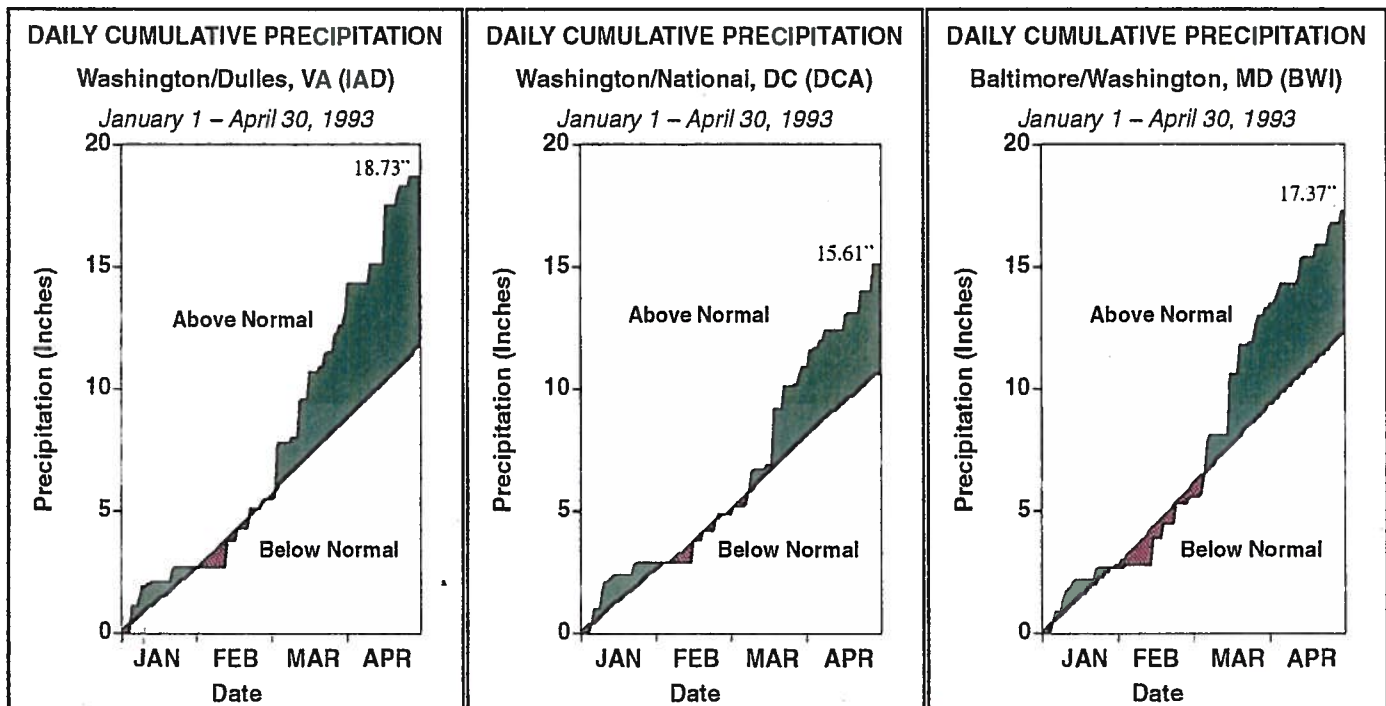 DAILY CUMULATIVE PRECIPITATION
Washington/Dulles, VA (IAD)
January 1 – April 30, 1993
20
18.73"
15
Above Normal
10
5
Below Normal
0
Precipitation (Inches)
JAN FEB MAR APR
Date
DAILY CUMULATIVE PRECIPITATION
Washington/National, DC (DCA)
January 1 – April 30, 1993
20
15.61"
15
Above Normal
10
5
Below Normal
0
Precipitation (Inches)
JAN FEB MAR APR
Date
DAILY CUMULATIVE PRECIPITATION
Baltimore/Washington, MD (BWI)
January 1 – April 30, 1993
20
17.37"
15
Above Normal
10
5
Below Normal
0
Precipitation (Inches)
JAN FEB MAR APR
Date